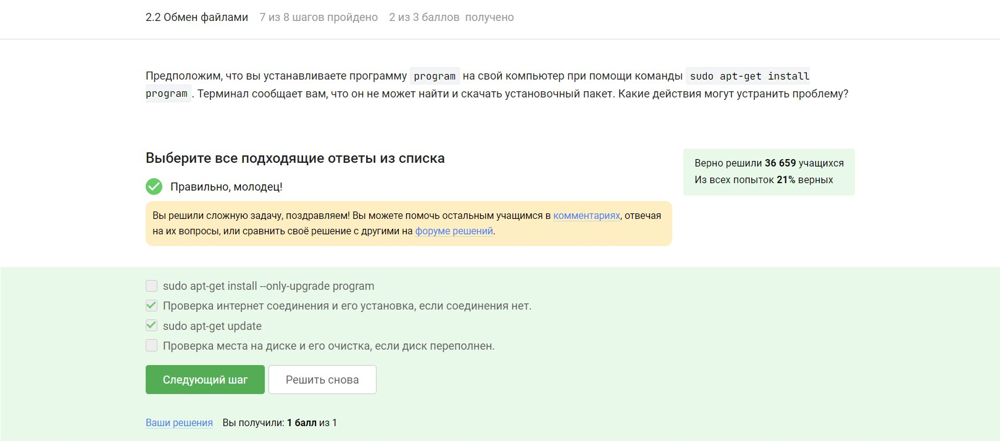 2.2 Обмен файлами 7 из 8 шагов пройдено 2 из 3 баллов получено
Предположим, что вы устанавливаете программу program на свой компьютер при помощи команды sudo apt-get install
program . Терминал сообщает вам, что он не может найти и скачать установочный пакет. Какие действия могут устранить проблему?
Выберите все подходящие ответы из списка
Правильно, молодец!
Вы решили сложную задачу, поздравляем! Вы можете помочь остальным учащимся в комментариях, отвечая
на их вопросы, или сравнить своё решение с другими на форуме решений.
Верно решили 36 659 учащихся
Из всех попыток 21% верных
sudo apt-get install --only-upgrade program
Проверка интернет соединения и его установка, если соединения нет.
sudo apt-get update
Проверка места на диске и его очистка, если диск переполнен.
Следующий шаг Решить снова
Ваши решения Вы получили: 1 балл из 1